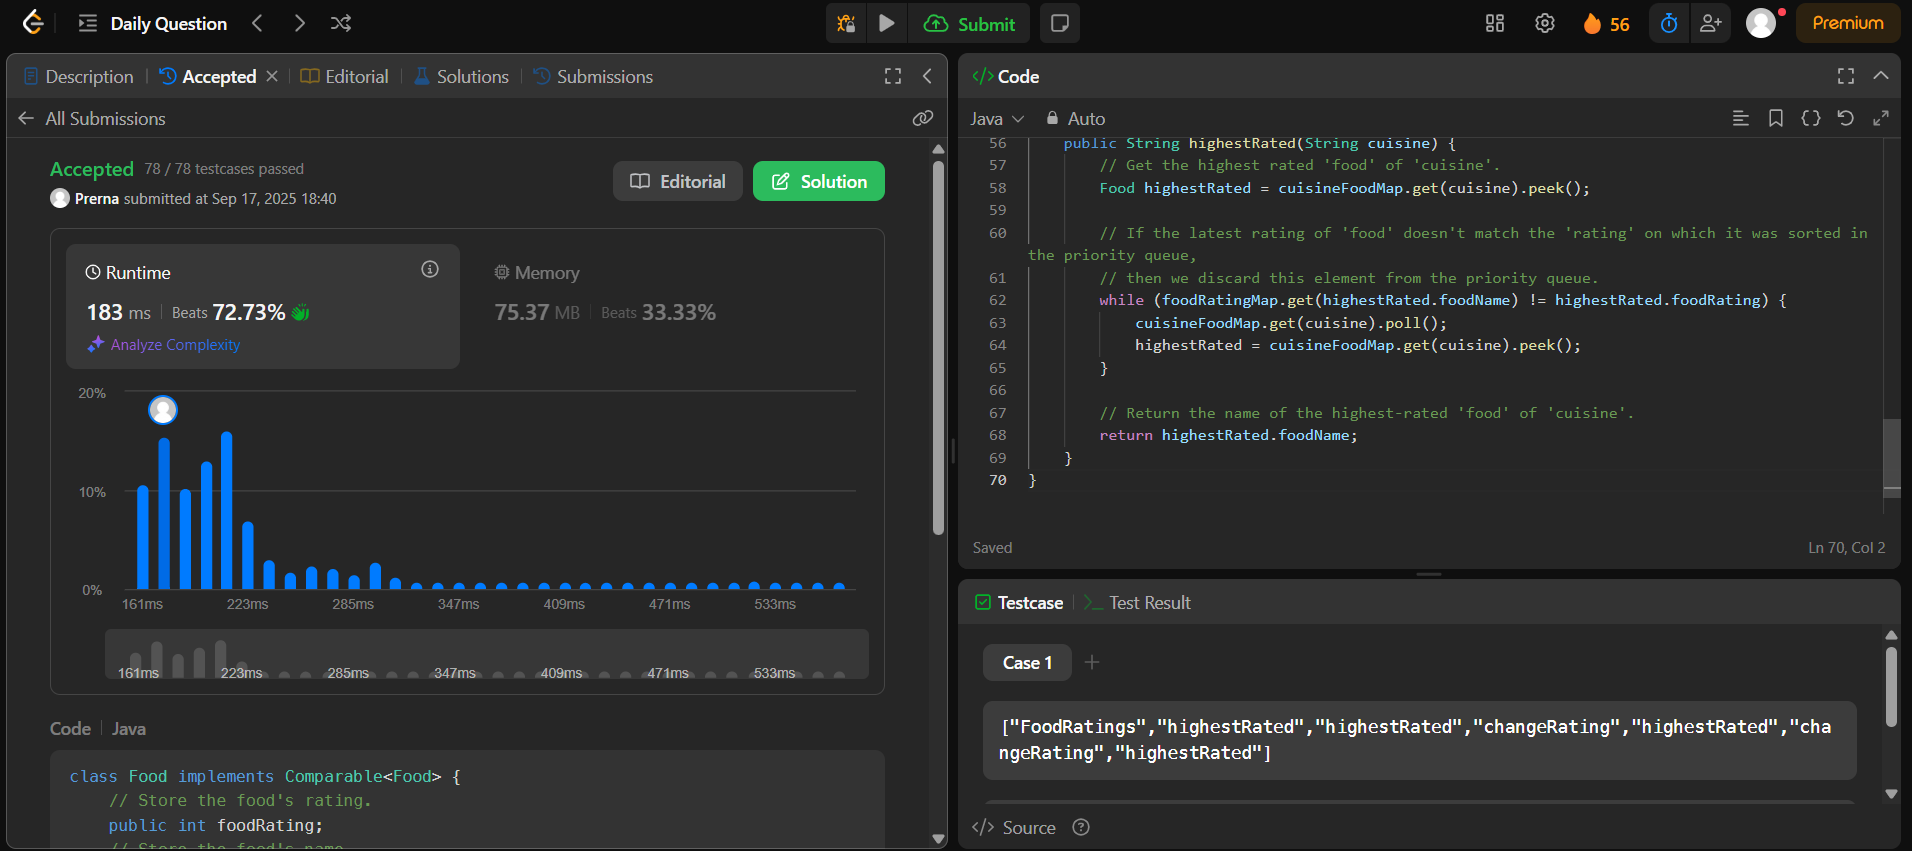 Daily Question
Submit
56
Premium
Description
Accepted
Editorial
Solutions
Submissions
All Submissions
Accepted 78 / 78 testcases passed
Prerna submitted at Sep 17, 2025 18:40
Editorial
Solution
Runtime
183 ms Beats 72.73%
Analyze Complexity
Memory
75.37 MB Beats 33.33%
20%
10%
0%
161ms 223ms 285ms 347ms 409ms 471ms 533ms
161ms 223ms 285ms 347ms 409ms 471ms 533ms
Code Java
class Food implements Comparable<Food> {
// Store the food's rating.
public int foodRating;
// Store the food's name
</> Code
Java Auto
56 public String highestRated(String cuisine) {
57 // Get the highest rated 'food' of 'cuisine'.
58 Food highestRated = cuisineFoodMap.get(cuisine).peek();
59
60 // If the latest rating of 'food' doesn't match the 'rating' on which it was sorted in
the priority queue,
61 // then we discard this element from the priority queue.
62 while (foodRatingMap.get(highestRated.foodName) != highestRated.foodRating) {
63 cuisineFoodMap.get(cuisine).poll();
64 highestRated = cuisineFoodMap.get(cuisine).peek();
65 }
66
67 // Return the name of the highest-rated 'food' of 'cuisine'.
68 return highestRated.foodName;
69 }
70 }
Saved
Ln 70, Col 2
Testcase
Test Result
Case 1
["FoodRatings","highestRated","highestRated","changeRating","highestRated","cha
ngeRating","highestRated"]
</> Source